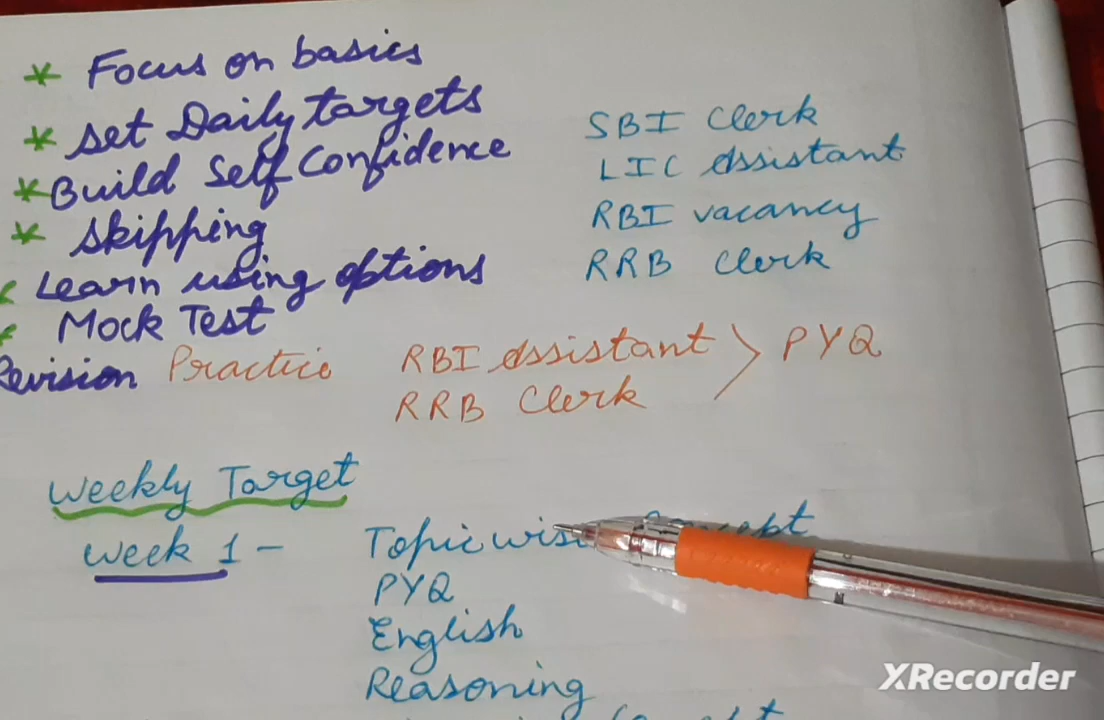 * Focus on basics
* Set Daily targets
* Build Self Confidence
* Skipping
* Learn using options
* Mock Test
Revision Practice
SBI Clerk
LIC Assistant
RBI vacancy
RRB Clerk
RBI Assistant > PYQ
RRB Clerk
Weekly Target
Week 1 - Topicwise Concept
PYQ
English
Reasoning
XRecorder